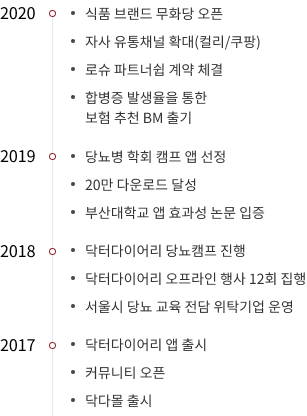 2020
식품 브랜드 무화당 오픈
자사 유통채널 확대(컬리/쿠팡)
로슈 파트너쉽 계약 체결
합병증 발생율을 통한
보험 추천 BM 출기
2019
당뇨병 학회 캠프 앱 선정
20만 다운로드 달성
부산대학교 앱 효과성 논문 입증
2018
닥터다이어리 당뇨캠프 진행
닥터다이어리 오프라인 행사 12회 집행
서울시 당뇨 교육 전담 위탁기업 운영
2017
닥터다이어리 앱 출시
커뮤니티 오픈
닥다몰 출시